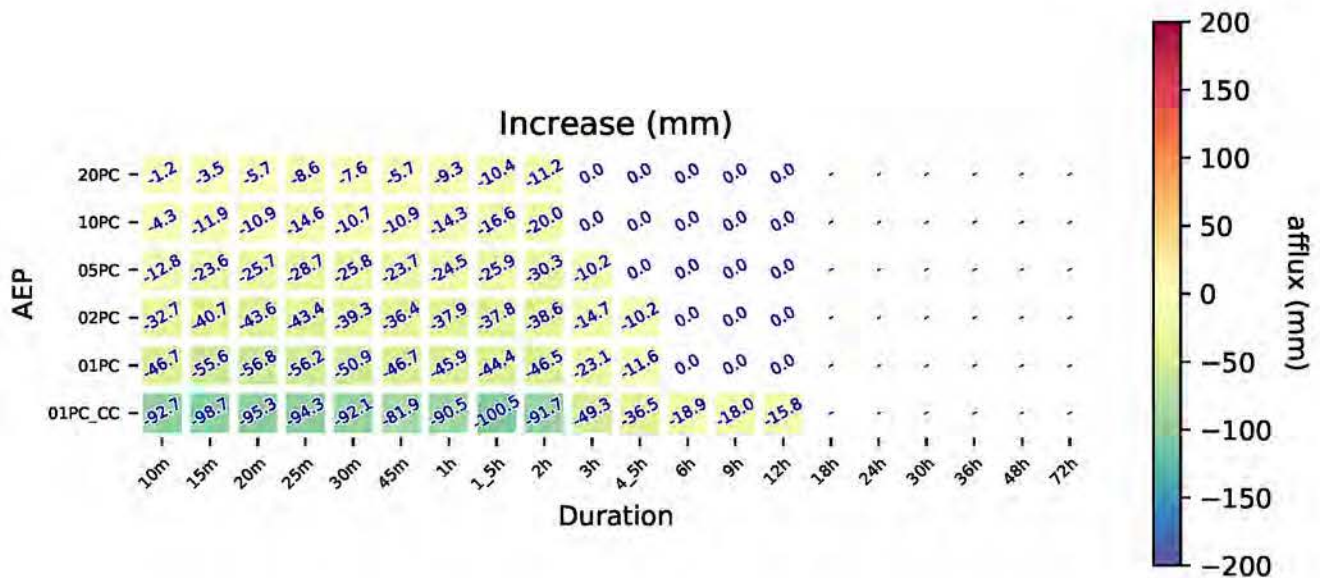 Increase (mm)
20PC -1.2 -3.5 -5.7 -8.6 -7.6 -5.7 -9.3 -10.4 -11.2 0.0 0.0 0.0 0.0 0.0 - - - - - -
10PC -4.3 -11.9 -10.9 -14.6 -10.7 -10.9 -14.3 -16.6 -20.0 0.0 0.0 0.0 0.0 0.0 - - - - - -
05PC -12.8 -23.6 -25.7 -28.7 -25.8 -23.7 -24.5 -25.9 -30.3 -10.2 0.0 0.0 0.0 0.0 - - - - - -
02PC -32.7 -40.7 -43.6 -43.4 -39.3 -36.4 -37.9 -37.8 -38.6 -14.7 -10.2 0.0 0.0 0.0 - - - - - -
01PC -46.7 -55.6 -56.8 -56.2 -50.9 -46.7 -45.9 -44.4 -46.5 -23.1 -11.6 0.0 0.0 0.0 - - - - - -
01PC_CC -92.7 -98.7 -95.3 -94.3 -92.1 -81.9 -90.5 -100.5 -91.7 -49.3 -36.5 -18.9 -18.0 -15.8 - - - - - -
10m 15m 20m 25m 30m 45m 1h 1_5h 2h 3h 4_5h 6h 9h 12h 18h 24h 30h 36h 48h 72h
Duration
AEP
200
150
100
50
0
−50
−100
−150
−200
afflux (mm)